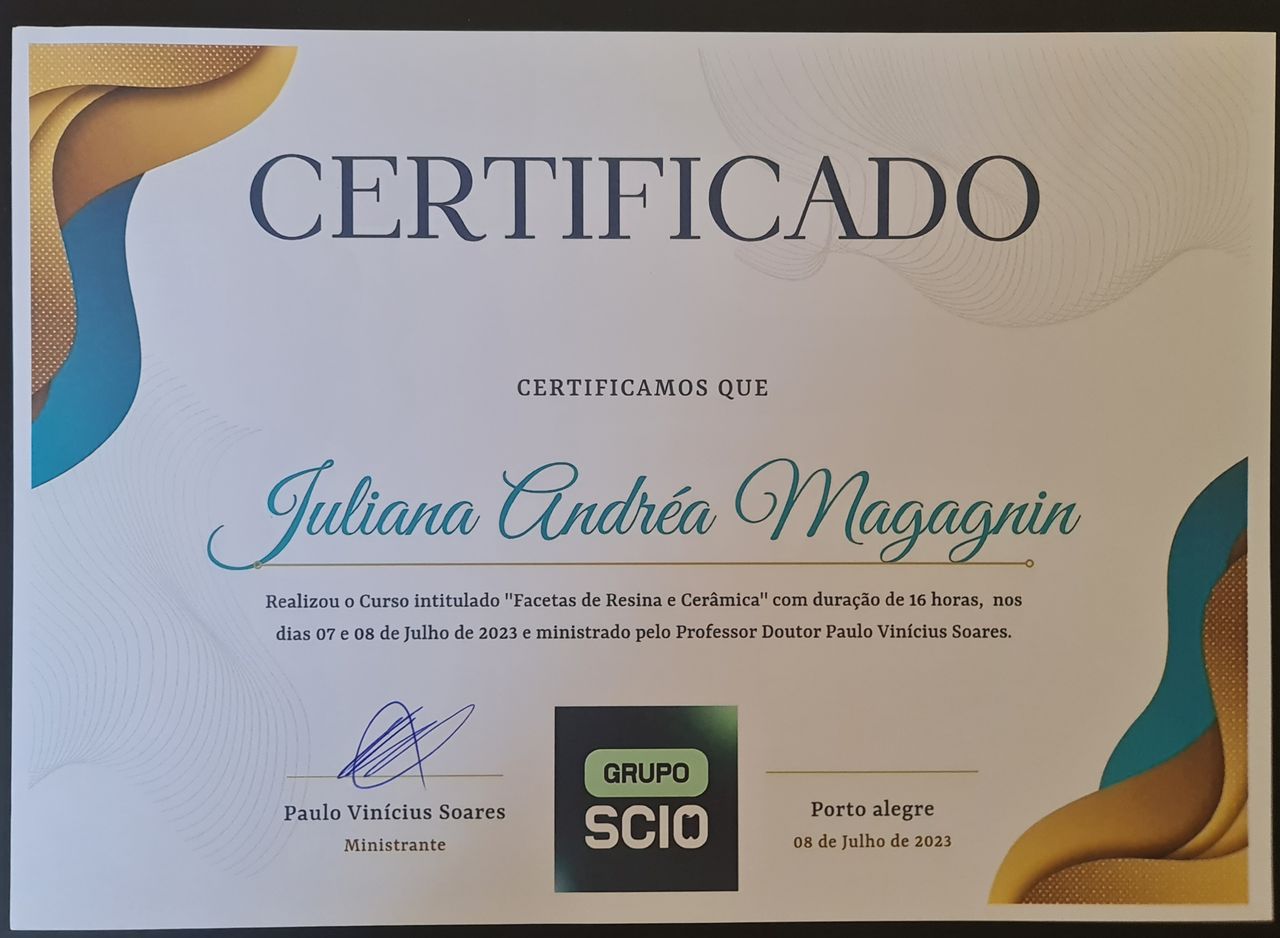 CERTIFICADO
CERTIFICAMOS QUE
Juliana Andréa Magagnin
Realizou o Curso intitulado "Facetas de Resina e Cerâmica" com duração de 16 horas, nos
dias 07 e 08 de Julho de 2023 e ministrado pelo Professor Doutor Paulo Vinícius Soares.
Paulo Vinícius Soares
Ministrante
GRUPO
SCIO
Porto alegre
08 de Julho de 2023